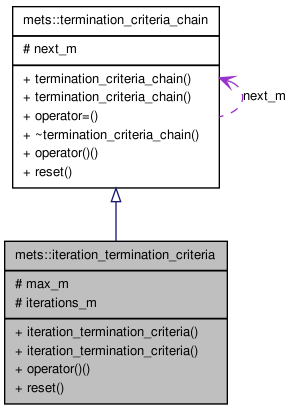 mets::termination_criteria_chain
# next_m
+ termination_criteria_chain()
+ termination_criteria_chain()
+ operator=()
+ ~termination_criteria_chain()
+ operator()()
+ reset()
next_m
mets::iteration_termination_criteria
# max_m
# iterations_m
+ iteration_termination_criteria()
+ iteration_termination_criteria()
+ operator()()
+ reset()